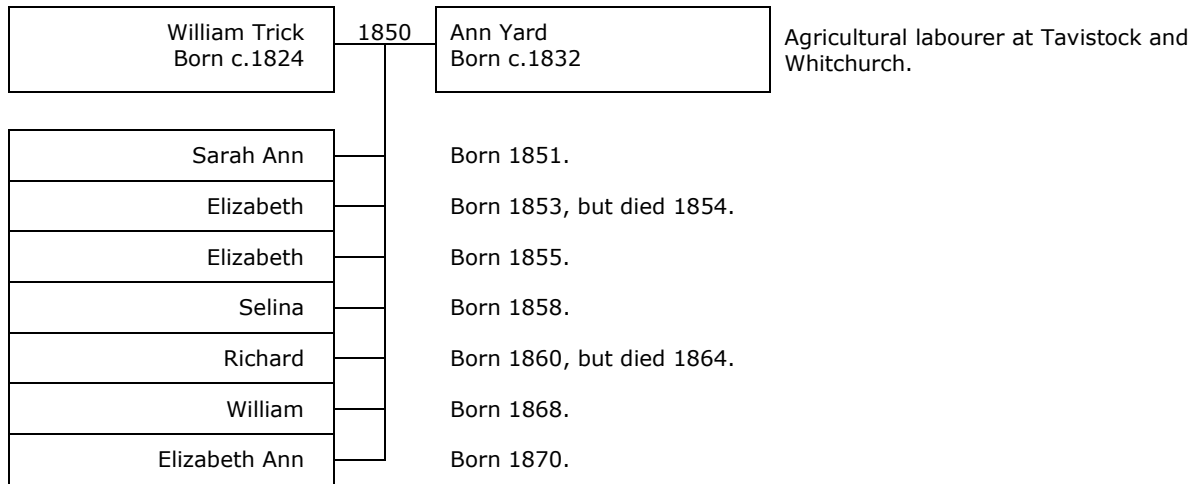 William Trick
Born c.1824
1850
Ann Yard
Born c.1832
Agricultural labourer at Tavistock and
Whitchurch.
Sarah Ann
Born 1851.
Elizabeth
Born 1853, but died 1854.
Elizabeth
Born 1855.
Selina
Born 1858.
Richard
Born 1860, but died 1864.
William
Born 1868.
Elizabeth Ann
Born 1870.